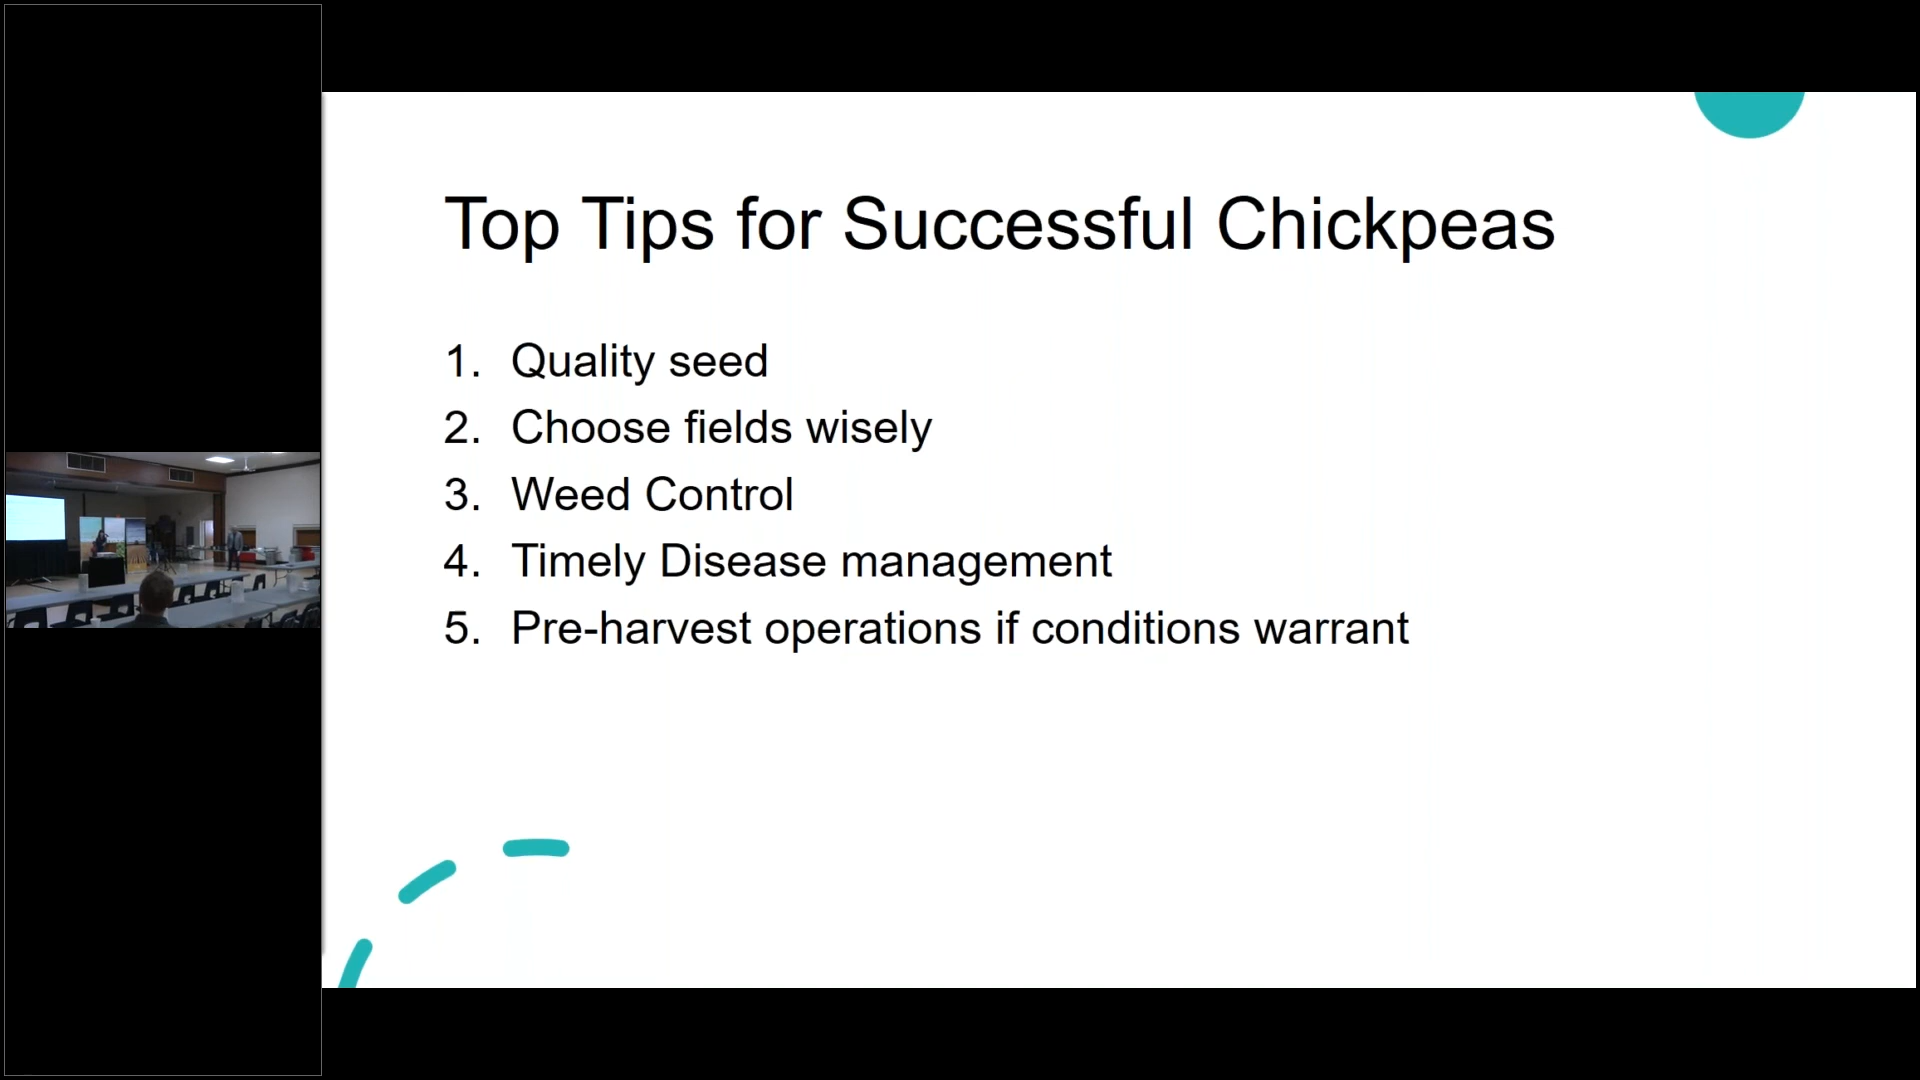 Top Tips for Successful Chickpeas
1. Quality seed
2. Choose fields wisely
3. Weed Control
4. Timely Disease management
5. Pre-harvest operations if conditions warrant